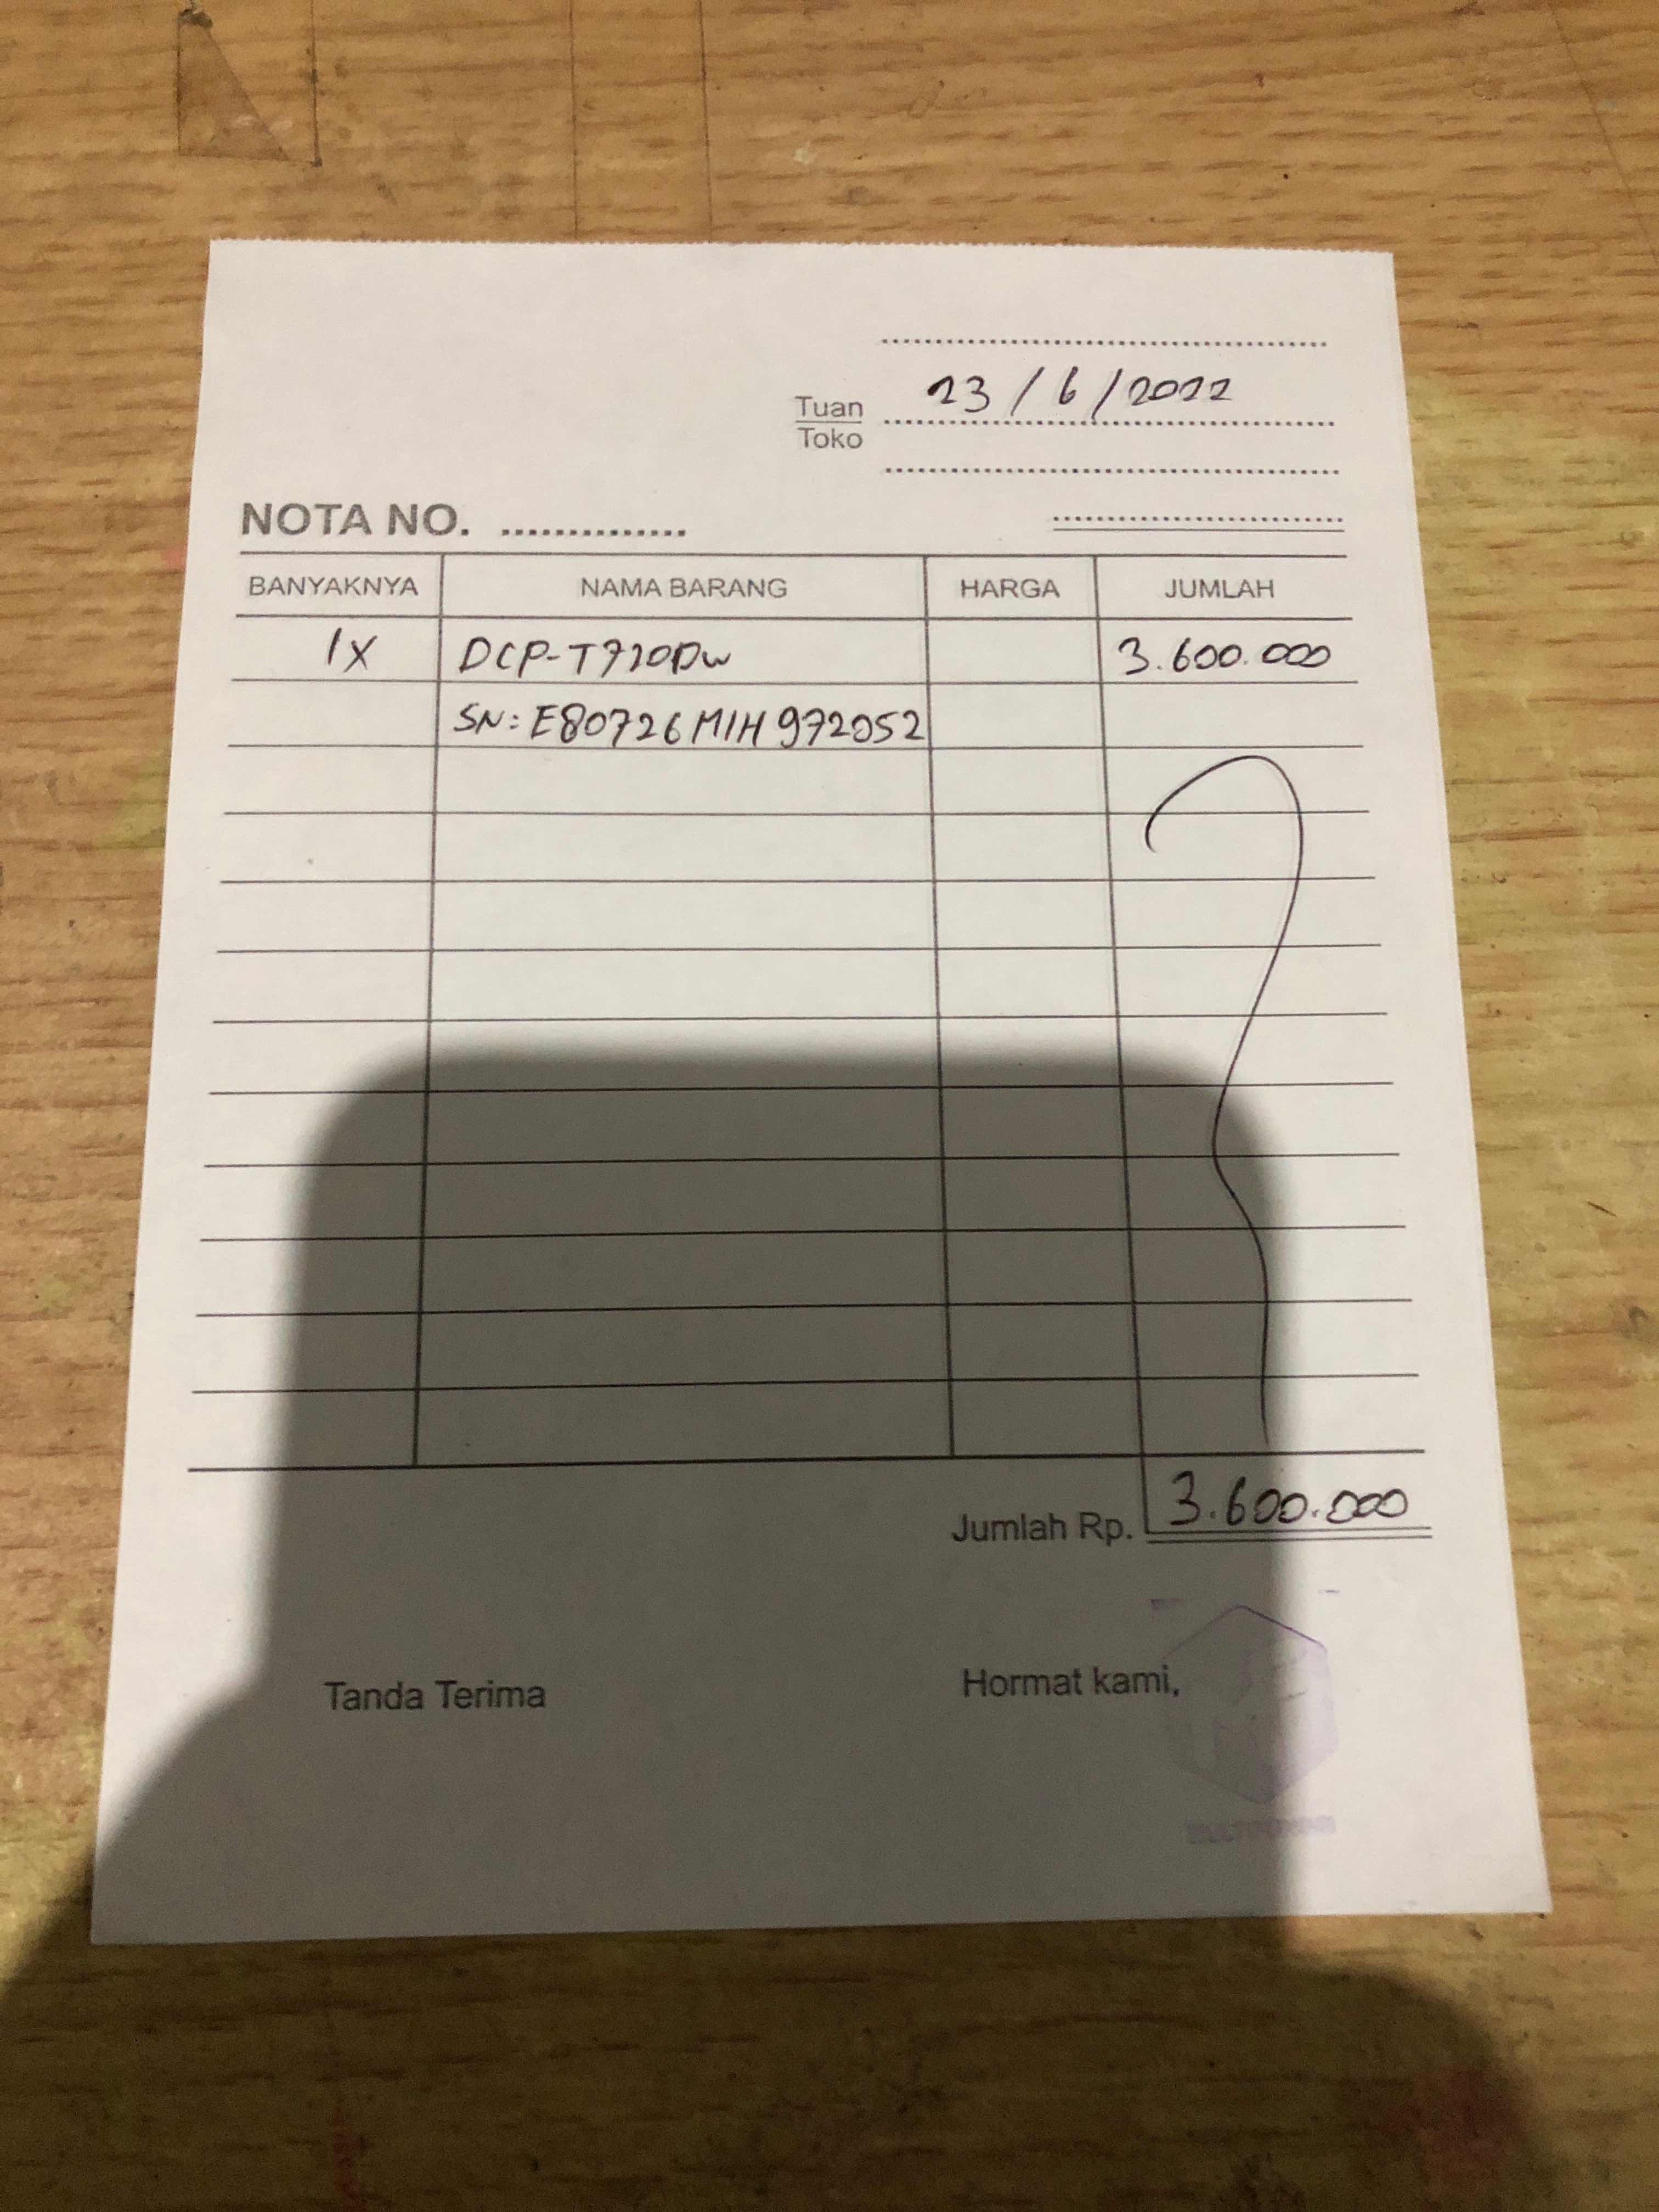 23/6/2022
Tuan
Toko
NOTA NO.
BANYAKNYA NAMA BARANG HARGA JUMLAH
1X DCP-T720DW 3.600.000
SN: E80726M1H972052
Jumlah Rp. 3.600.000
Tanda Terima Hormat kami,